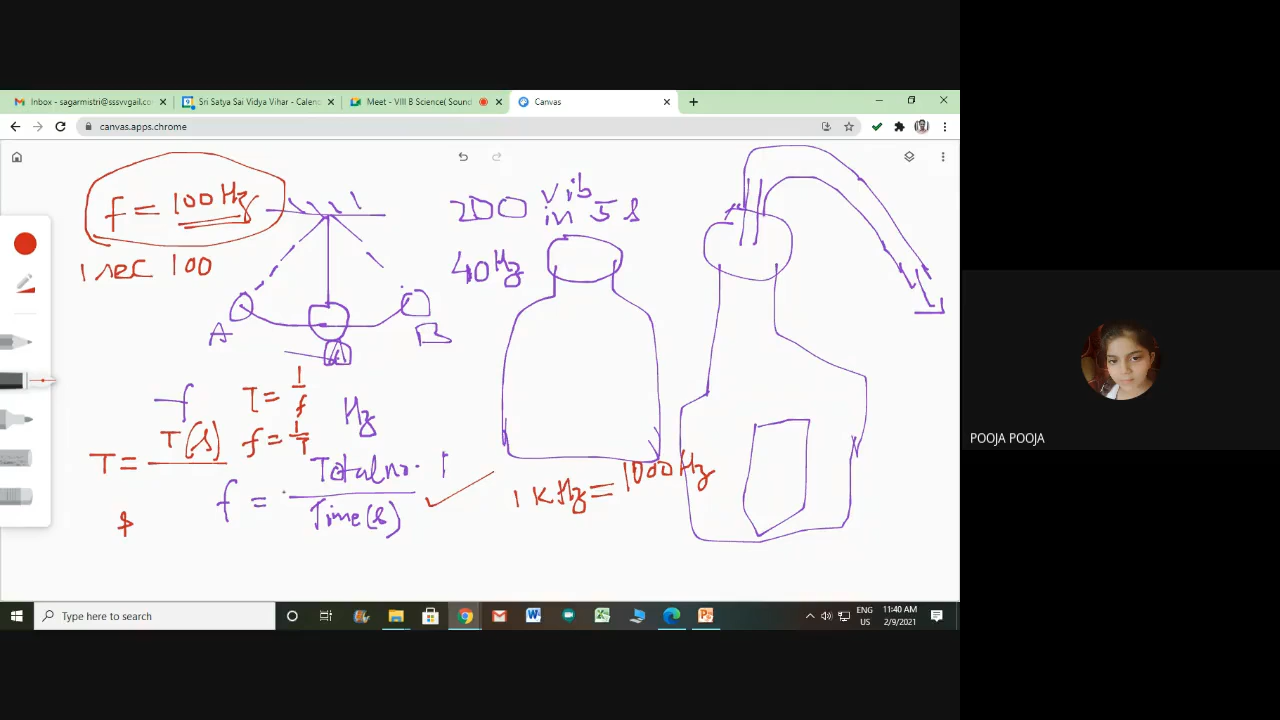 Inbox - sagarmistri@sssvvgail.co
Sri Satya Sai Vidya Vihar - Calen
Meet - VIII B Science( Sound
Canvas
canvas.apps.chrome
f = 100 Hz
1 sec 100
A
B
A
200 vib in 5 s
40 Hz
f
T = 1/f
Hz
T(s)
T =
f = 1/T
Total no.
f =
Time(s)
1 KHz = 1000 Hz
POOJA POOJA
Type here to search
ENG
US
11:40 AM
2/9/2021